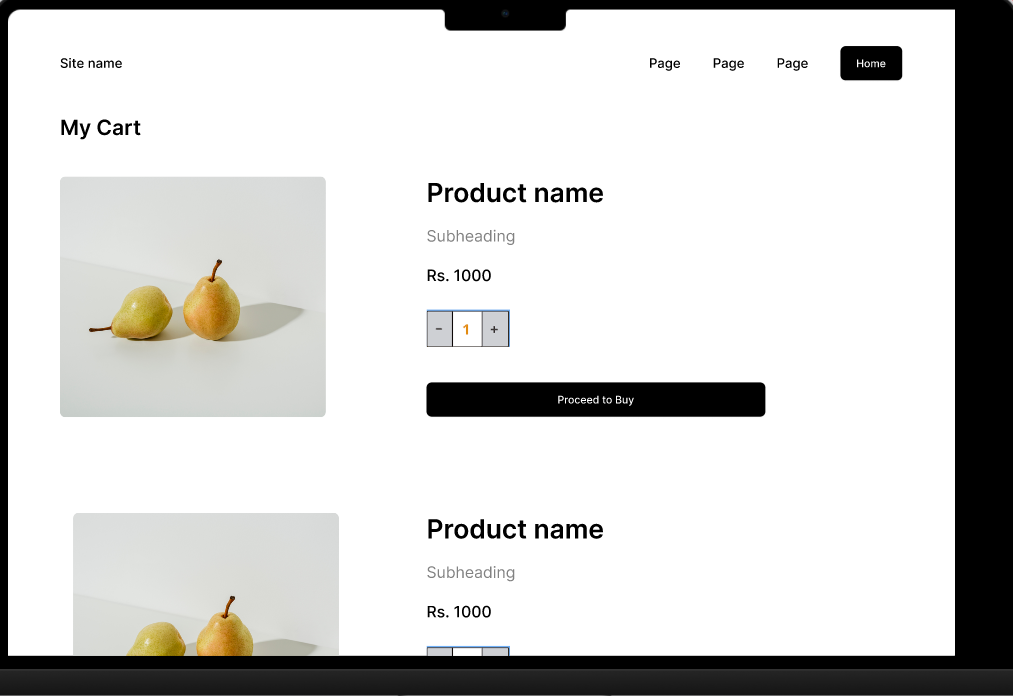 Site name
Page Page Page Home
My Cart
Product name
Subheading
Rs. 1000
- 1 +
Proceed to Buy
Product name
Subheading
Rs. 1000